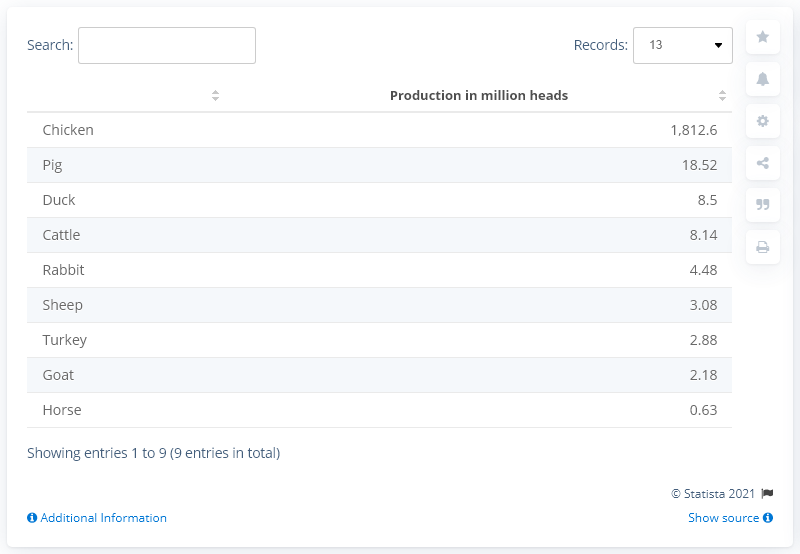 Search:
Records: 13
Production in million heads
Chicken 1,812.6
Pig 18.52
Duck 8.5
Cattle 8.14
Rabbit 4.48
Sheep 3.08
Turkey 2.88
Goat 2.18
Horse 0.63
Showing entries 1 to 9 (9 entries in total)
© Statista 2021
Additional Information Show source